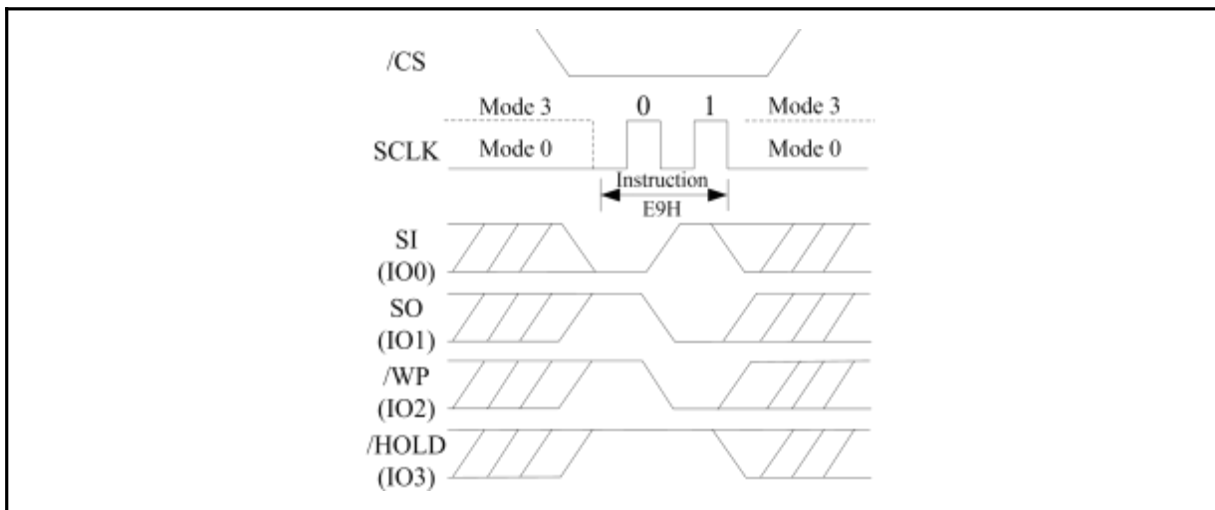 /CS
Mode 3 0 1 Mode 3
SCLK Mode 0 Mode 0
Instruction
E9H
SI
(IO0)
SO
(IO1)
/WP
(IO2)
/HOLD
(IO3)